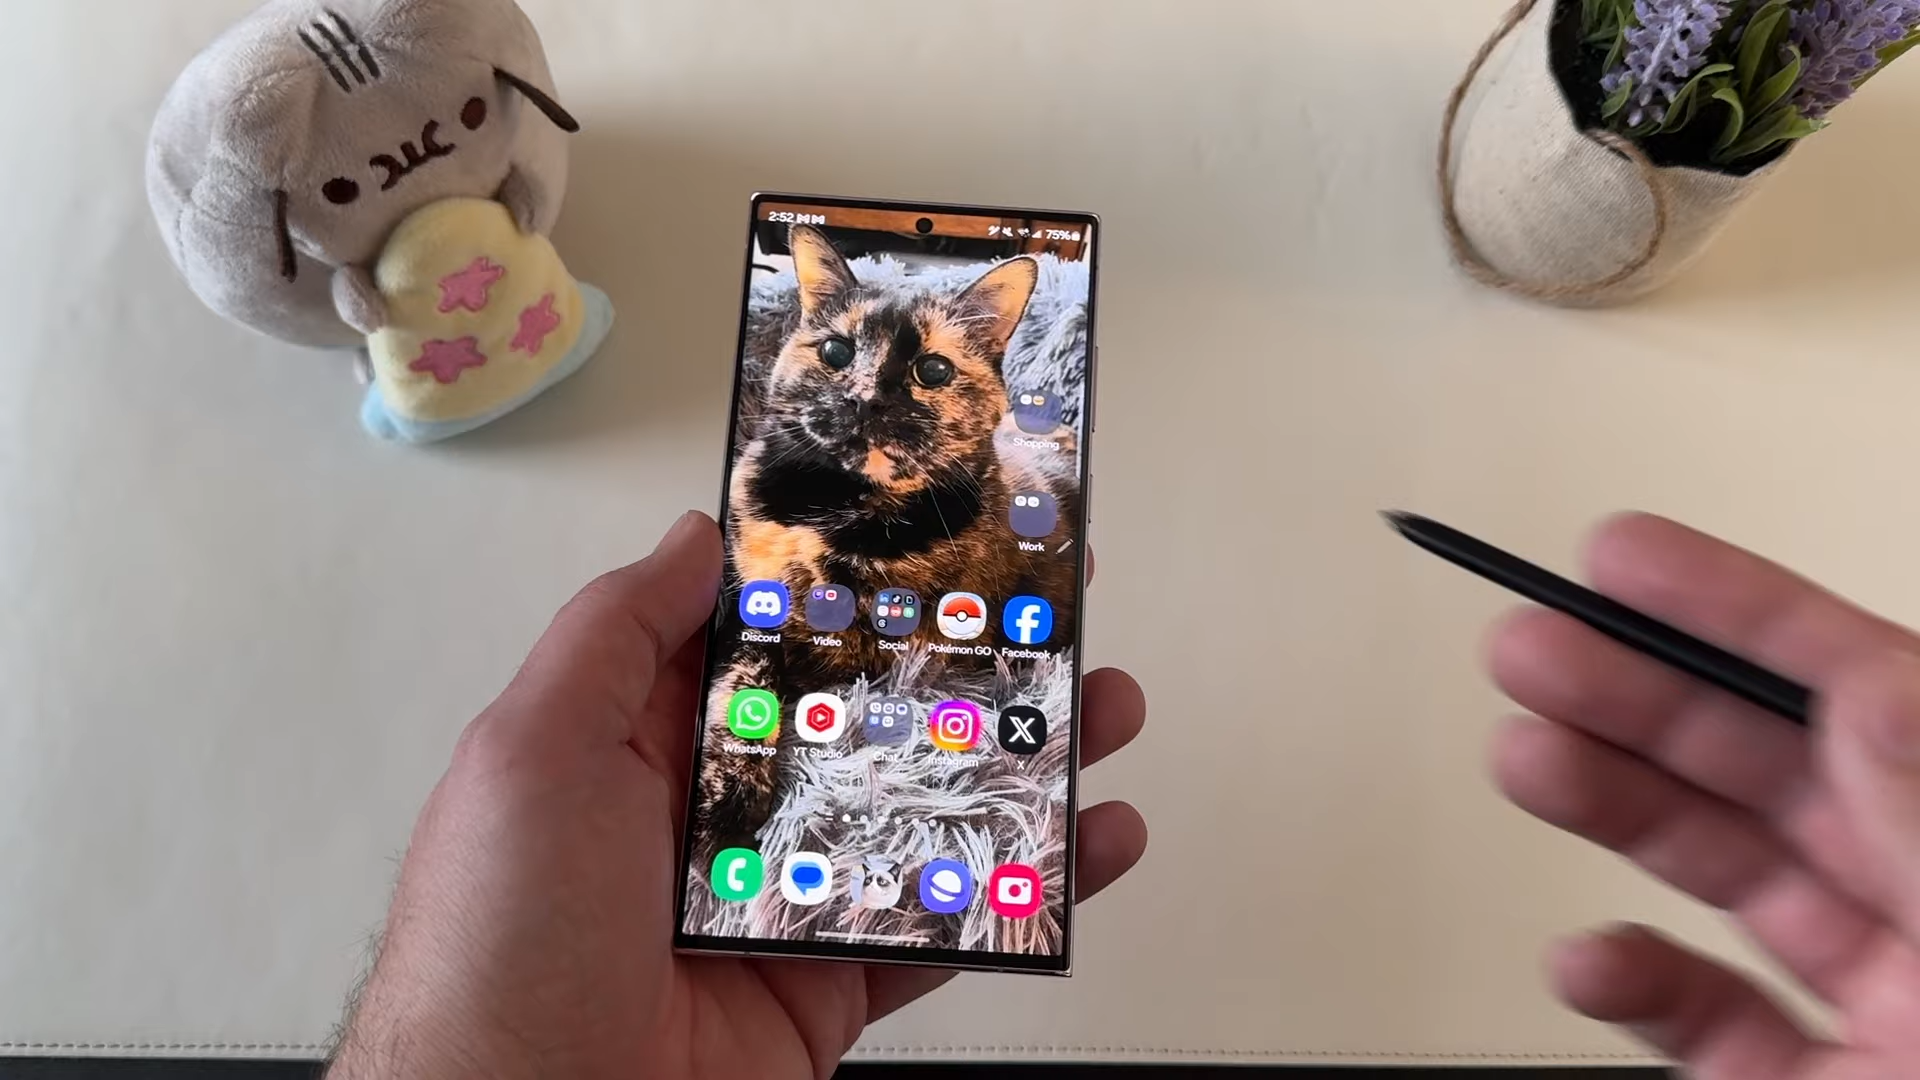 2:52
75%
Shopping
Work
Discord
Video
Social
Pokémon GO
Facebook
WhatsApp
YT Studio
Chat
Instagram
X